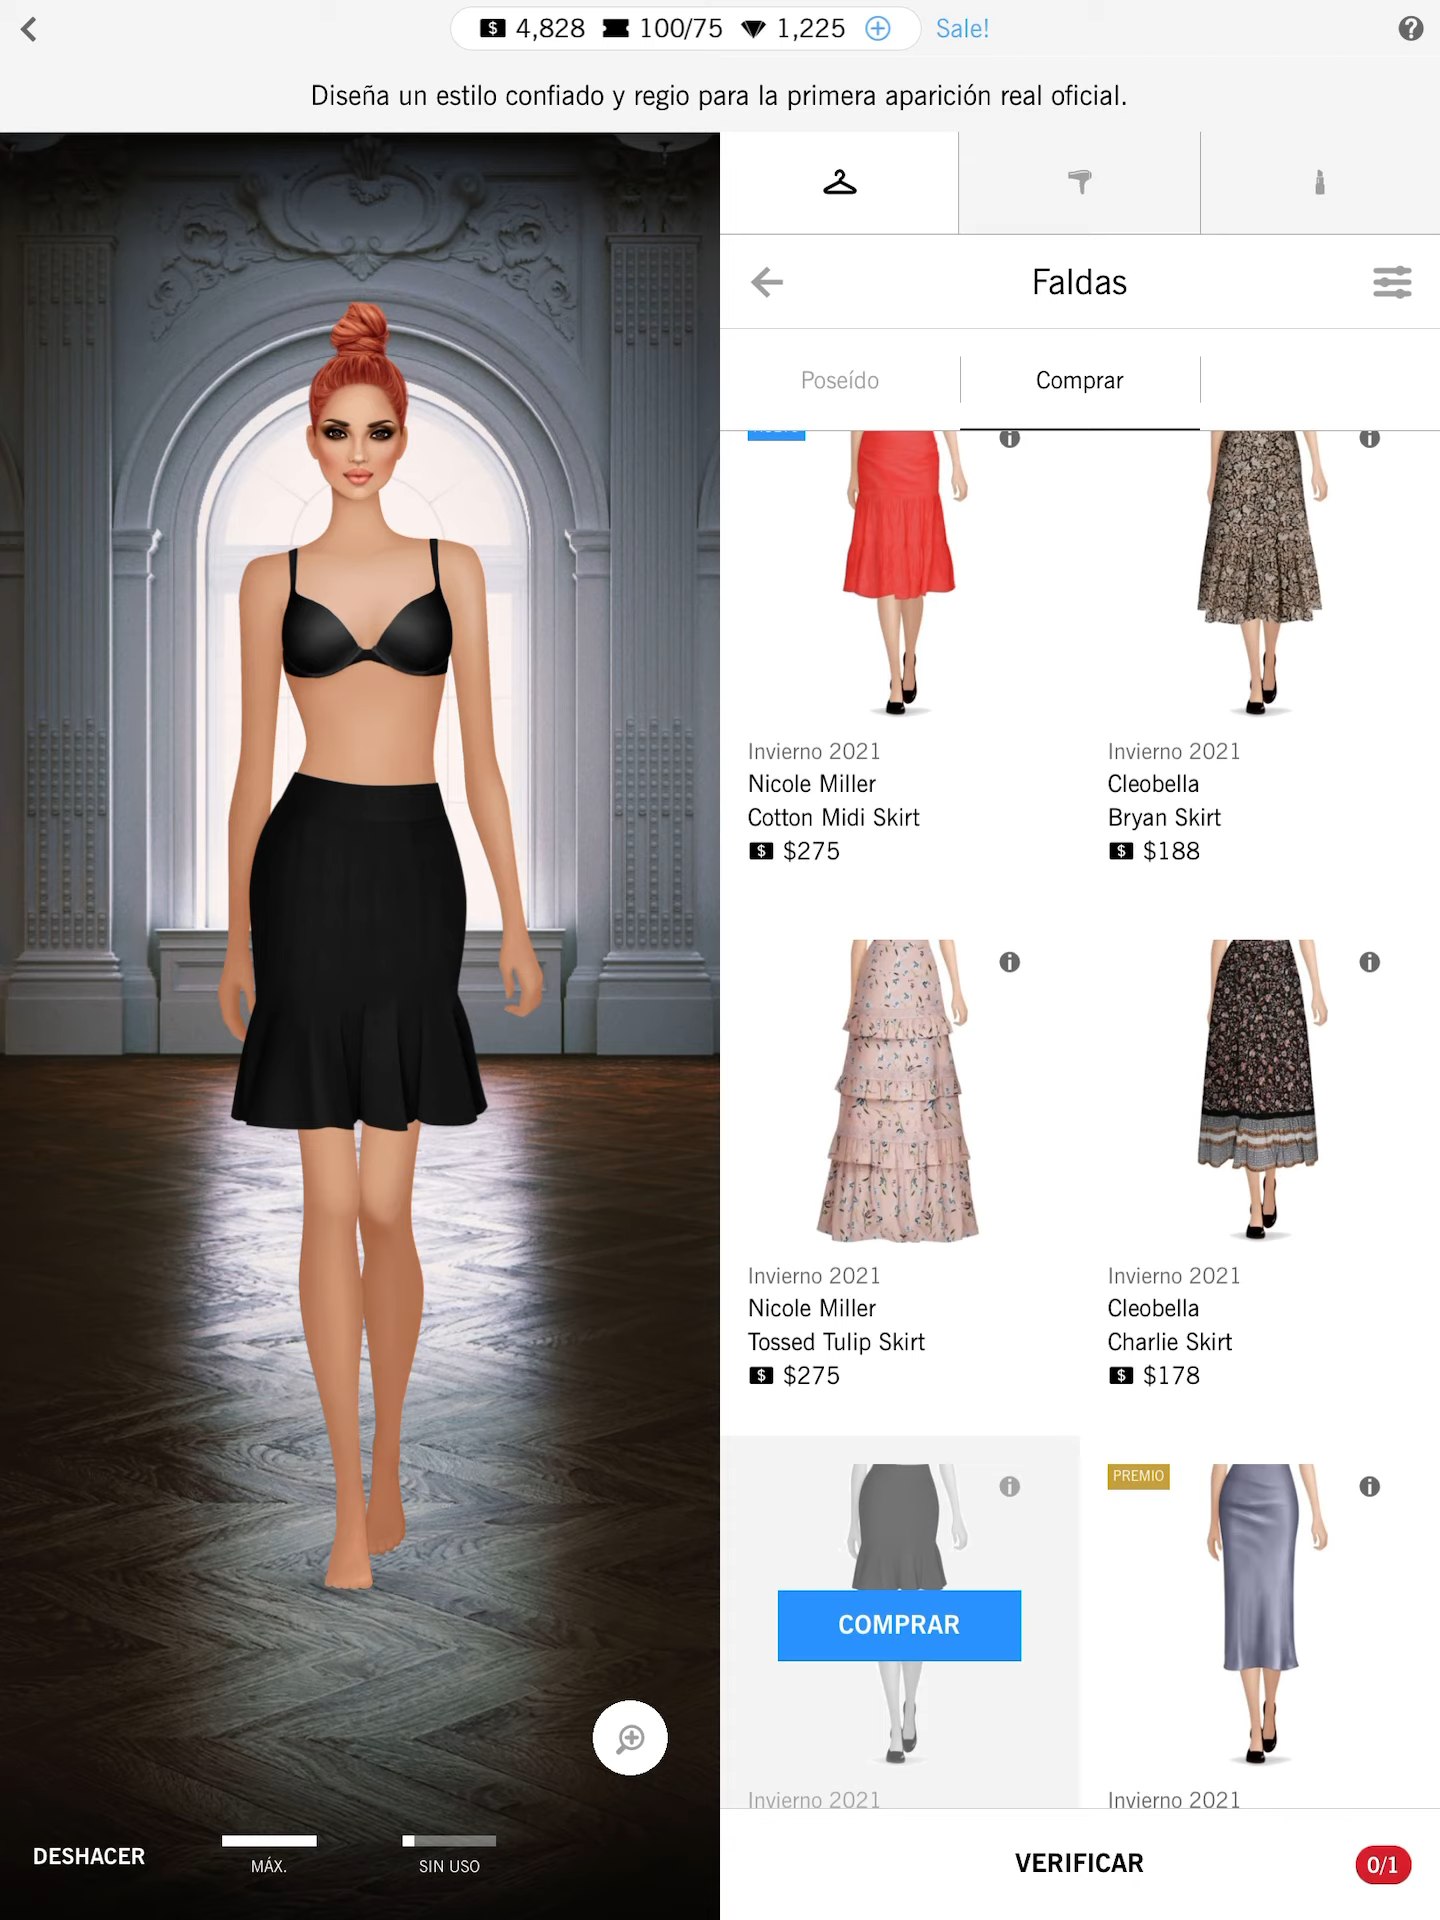 $ 4,828 100/75 1,225 Sale!
Diseña un estilo confiado y regio para la primera aparición real oficial.
Faldas
Poseído
Comprar
Invierno 2021
Nicole Miller
Cotton Midi Skirt
$ $275
Invierno 2021
Cleobella
Bryan Skirt
$ $188
Invierno 2021
Nicole Miller
Tossed Tulip Skirt
$ $275
Invierno 2021
Cleobella
Charlie Skirt
$ $178
COMPRAR
Invierno 2021
PREMIO
Invierno 2021
DESHACER
MÁX.
SIN USO
VERIFICAR
0/1